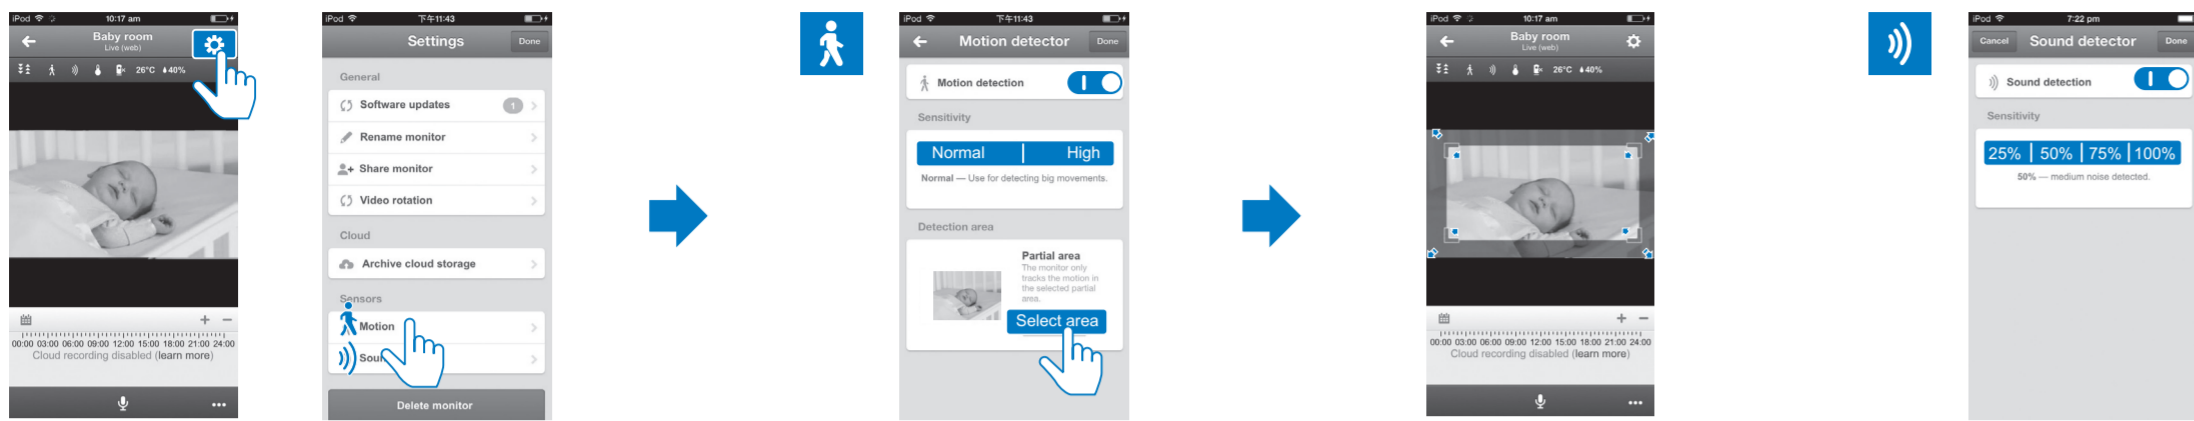 iPod 10:17 am
Baby room
Live (web)
26°C 40%
00:00 03:00 06:00 09:00 12:00 15:00 18:00 21:00 24:00
Cloud recording disabled (learn more)
iPod 下午11:43
Settings Done
General
Software updates 1
Rename monitor
Share monitor
Video rotation
Cloud
Archive cloud storage
Sensors
Motion
Delete monitor
iPod 下午11:43
Motion detector Done
Motion detection
Sensitivity
Normal | High
Normal — Use for detecting big movements.
Detection area
Partial area
The monitor only
tracks the motion in
the selected partial
area.
Select area
iPod 10:17 am
Baby room
Live (web)
26°C 40%
00:00 03:00 06:00 09:00 12:00 15:00 18:00 21:00 24:00
Cloud recording disabled (learn more)
iPod 7:22 pm
Cancel Sound detector Done
Sound detection
Sensitivity
25% | 50% | 75% | 100%
50% — medium noise detected.